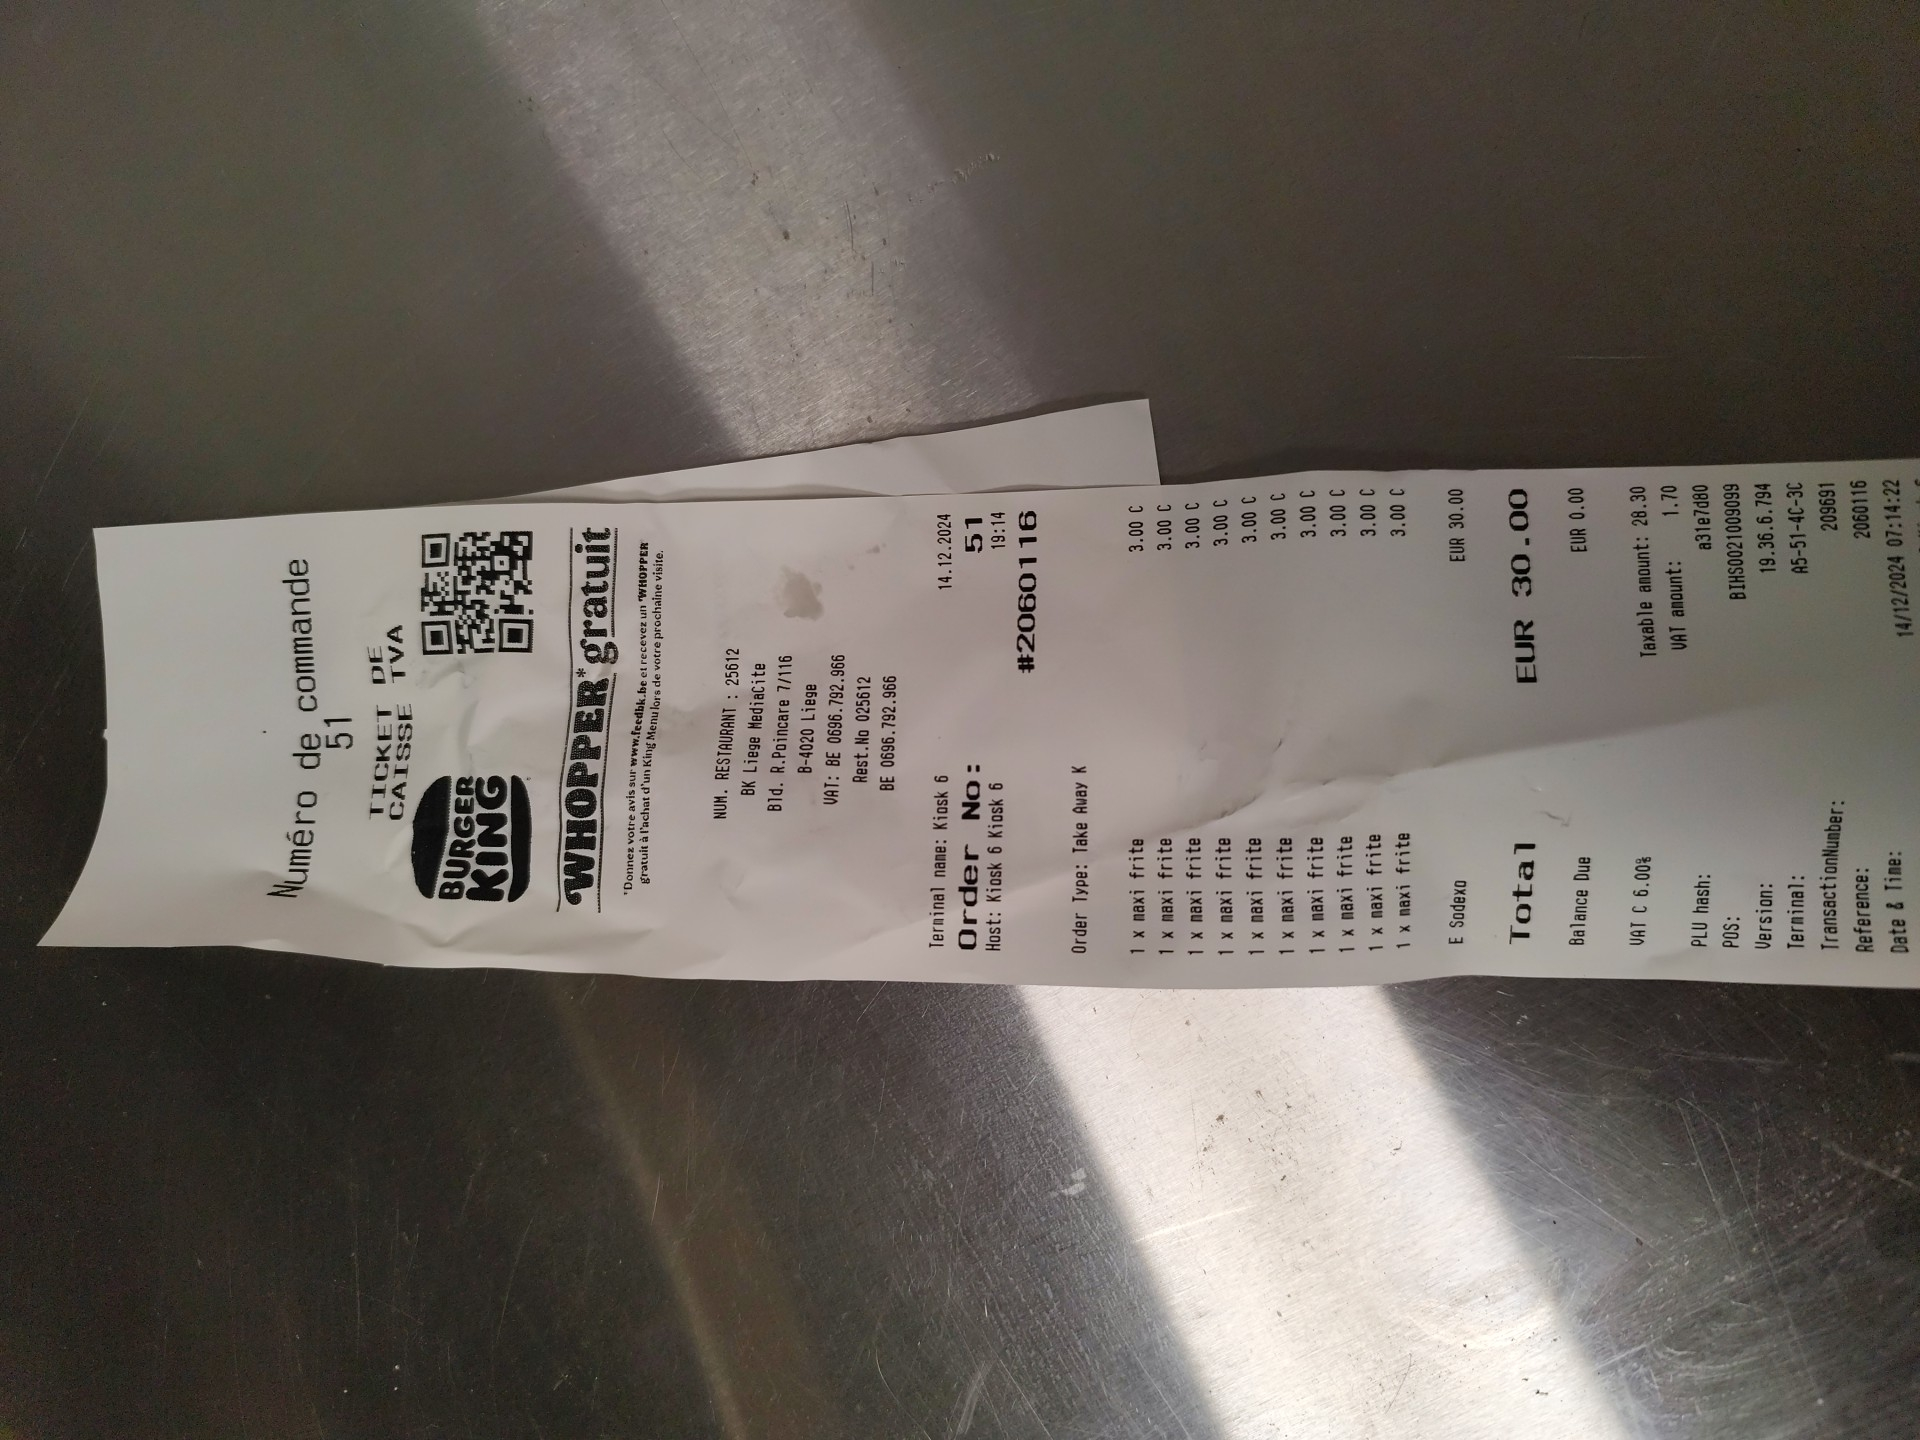 Numéro de commande
51
TICKET DE
CAISSE TVA
BURGER
KING
WHOPPER* gratuit
*Donnez votre avis sur www.feedbk.be et recevez un *WHOPPER
gratuit à l'achat d'un King Menu lors de votre prochaine visite.
NUM. RESTAURANT : 25612
BK Liege MediaCite
Bld. R.Poincare 7/116
B-4020 Liege
VAT: BE 0696.792.966
Rest.No 025612
BE 0696.792.966
Terminal name: Kiosk 6 14.12.2024
Order No: 51
Host: Kiosk 6 Kiosk 6 19:14
#2060116
Order Type: Take Away K
1 x maxi frite 3.00 C
1 x maxi frite 3.00 C
1 x maxi frite 3.00 C
1 x maxi frite 3.00 C
1 x maxi frite 3.00 C
1 x maxi frite 3.00 C
1 x maxi frite 3.00 C
1 x maxi frite 3.00 C
1 x maxi frite 3.00 C
1 x maxi frite 3.00 C
E Sodexo EUR 30.00
Total EUR 30.00
Balance Due EUR 0.00
VAT C 6.00% Taxable amount: 28.30
VAT amount: 1.70
PLU hash: a31e7d80
POS: BIHS0021009099
Version: 19.36.6.794
Terminal: A5-51-4C-3C
TransactionNumber: 209691
Reference: 2060116
Date & Time: 14/12/2024 07:14:22